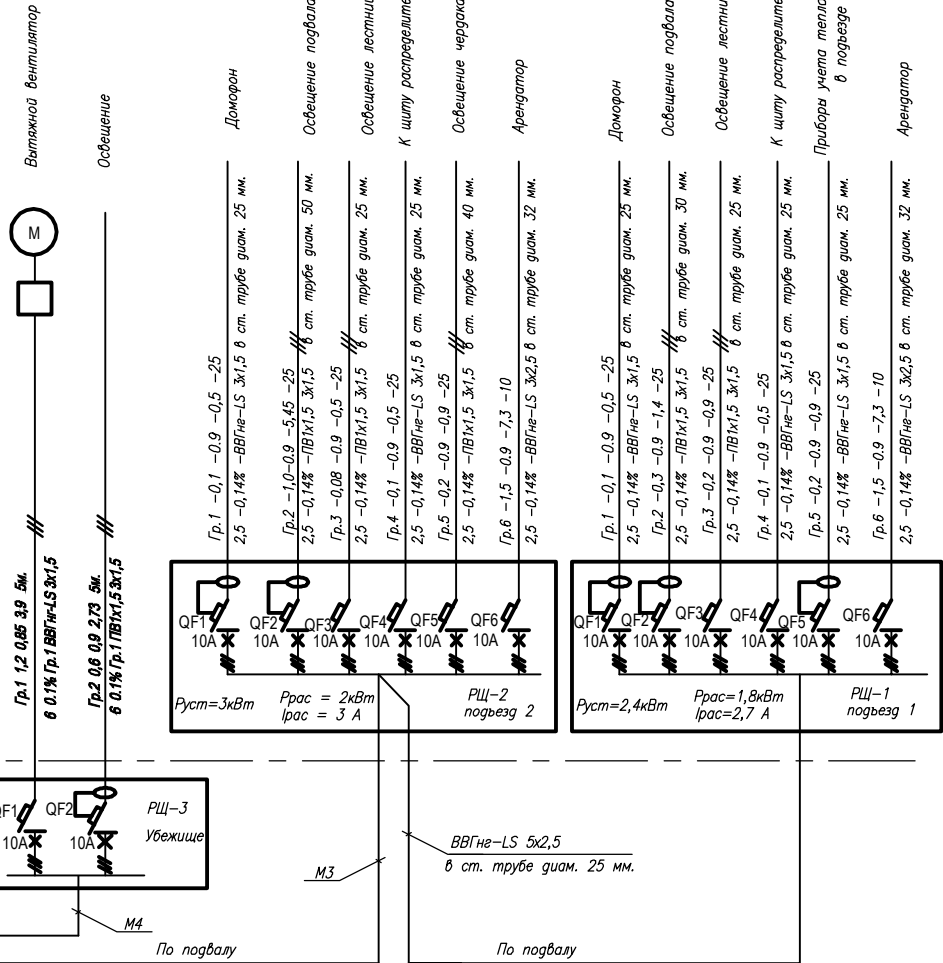 Вытяжной вентилятор
Освещение
Домофон
Освещение подвала
Освещение
К щиту
Освещение чердака
Арендатор
Домофон
Освещение подвала
Освещение
К щиту
Приборы учета тепла
в подъезде
Арендатор
М
Гр.1 1,2 0,85 3,9 5м.
6 0.1% Гр.1 ВВГнг-LS 3х1,5
Гр.2 0,6 0,9 2,73 5м.
6 0.1% Гр.1 ПВ1х1,5 3х1,5
Гр.1 -0,1 -0.9 -0,5 -25
2,5 -0,14% -ВВГнг-LS 3х1,5 в ст. трубе диам. 25 мм.
Гр.2 -1,0-0.9 -5,45 -25
2,5 -0,14% -ПВ1х1,5 3х1,5 в ст. трубе диам. 50 мм.
Гр.3 -0,08 -0.9 -0,5 -25
2,5 -0,14% -ПВ1х1,5 3х1,5 в ст. трубе диам. 25 мм.
Гр.4 -0,1 -0.9 -0,5 -25
2,5 -0,14% -ВВГнг-LS 3х1,5 в ст. трубе диам. 25 мм.
Гр.5 -0,2 -0.9 -0,9 -25
2,5 -0,14% -ПВ1х1,5 3х1,5 в ст. трубе диам. 40 мм.
Гр.6 -1,5 -0.9 -7,3 -10
2,5 -0,14% -ВВГнг-LS 3х2,5 в ст. трубе диам. 32 мм.
Гр.1 -0,1 -0.9 -0,5 -25
2,5 -0,14% -ВВГнг-LS 3х1,5 в ст. трубе диам. 25 мм.
Гр.2 -0,3 -0.9 -1,4 -25
2,5 -0,14% -ПВ1х1,5 3х1,5 в ст. трубе диам. 30 мм.
Гр.3 -0,2 -0.9 -0,9 -25
2,5 -0,14% -ПВ1х1,5 3х1,5 в ст. трубе диам. 25 мм.
Гр.4 -0,1 -0.9 -0,5 -25
2,5 -0,14% -ВВГнг-LS 3х1,5 в ст. трубе диам. 25 мм.
Гр.5 -0,2 -0.9 -0,9 -25
2,5 -0,14% -ВВГнг-LS 3х1,5 в ст. трубе диам. 25 мм.
Гр.6 -1,5 -0.9 -7,3 -10
2,5 -0,14% -ВВГнг-LS 3х2,5 в ст. трубе диам. 32 мм.
QF1 QF2 QF3 QF4 QF5 QF6
10А 10А 10А 10А 10А 10А
Руст=3кВт
Ррас = 2кВт
Iрас = 3 А
РЩ-2
подъезд 2
QF1 QF2 QF3 QF4 QF5 QF6
10А 10А 10А 10А 10А 10А
Руст=2,4кВт
Ррас=1,8кВт
Iрас=2,7 А
РЩ-1
подъезд 1
QF1 QF2
10А 10А
РЩ-3
Убежище
ВВГнг-LS 5х2,5
в ст. трубе диам. 25 мм.
М3
М4
По подвалу
По подвалу